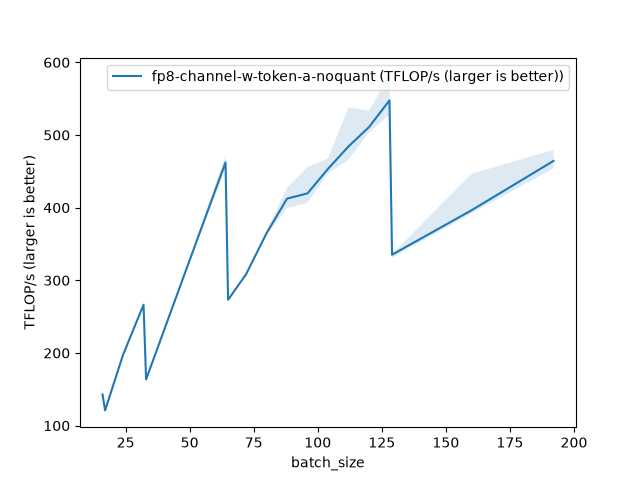 fp8-channel-w-token-a-noquant (TFLOP/s (larger is better))
TFLOP/s (larger is better)
600
500
400
300
200
100
25 50 75 100 125 150 175 200
batch_size